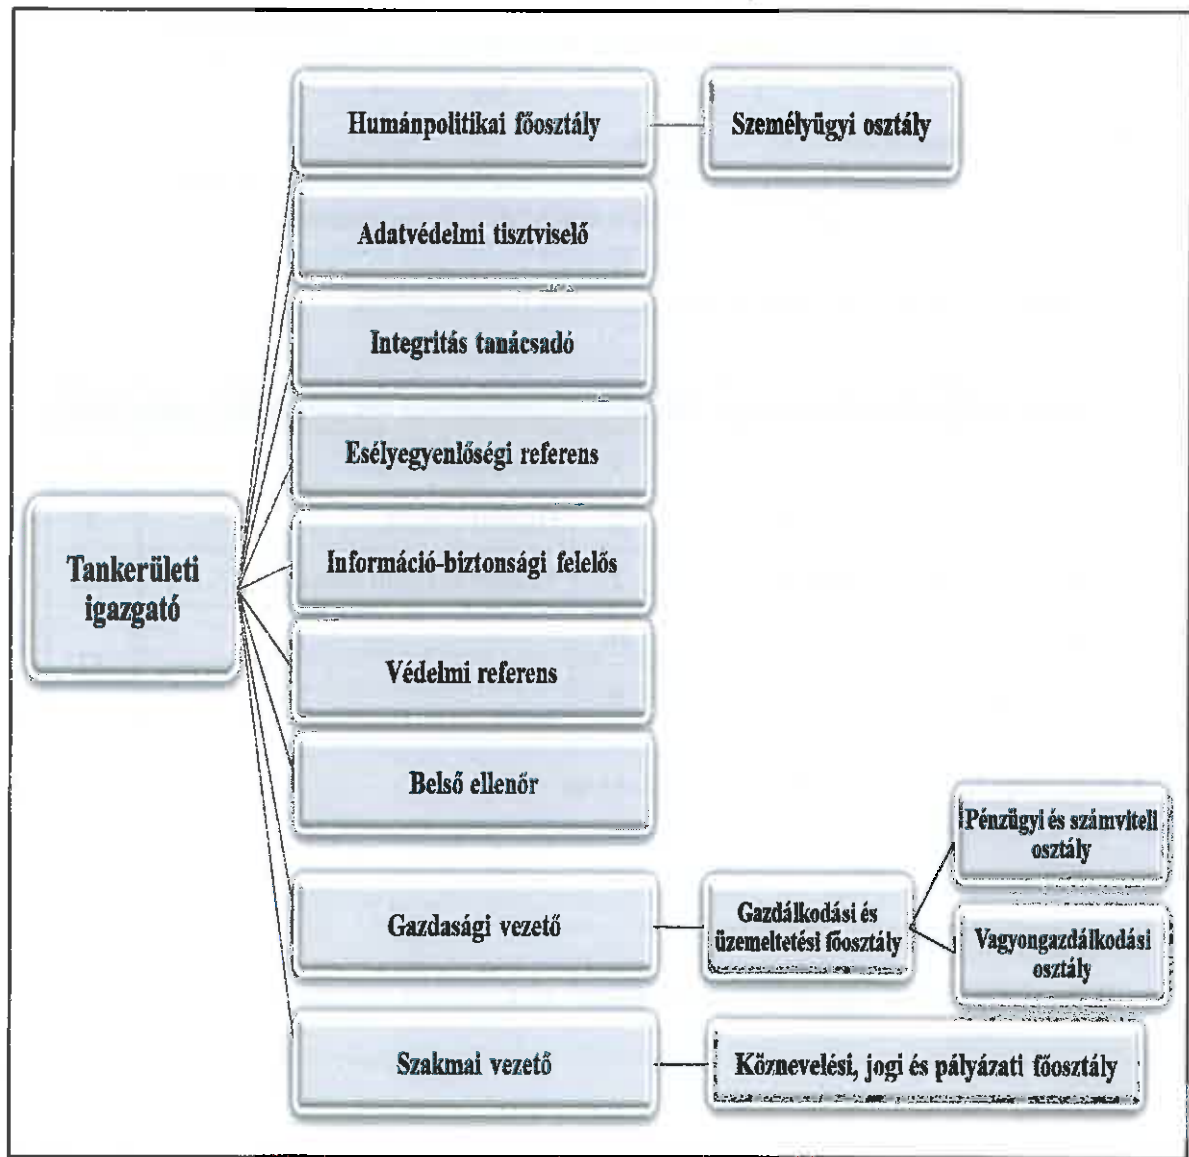 Humánpolitikai főosztály
Személyügyi osztály
Adatvédelmi tisztviselő
Integritás tanácsadó
Esélyegyenlőségi referens
Tankerületi
igazgató
Információ-biztonsági felelős
Védelmi referens
Belső ellenőr
Pénzügyi és számviteli
osztály
Gazdasági vezető
Gazdálkodási és
üzemeltetési főosztály
Vagyongazdálkodási
osztály
Szakmai vezető
Köznevelési, jogi és pályázati főosztály